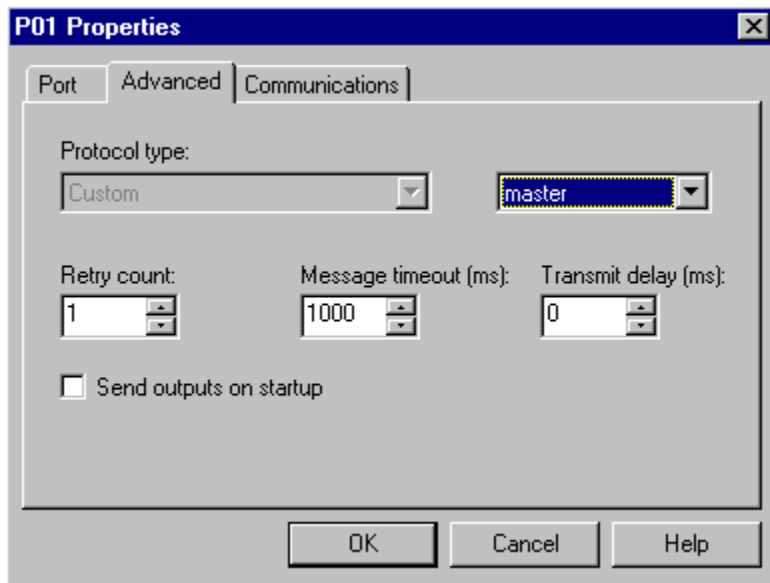 P01 Properties
Port Advanced Communications
Protocol type:
Custom master
Retry count: Message timeout (ms): Transmit delay (ms):
1 1000 0
Send outputs on startup
OK Cancel Help